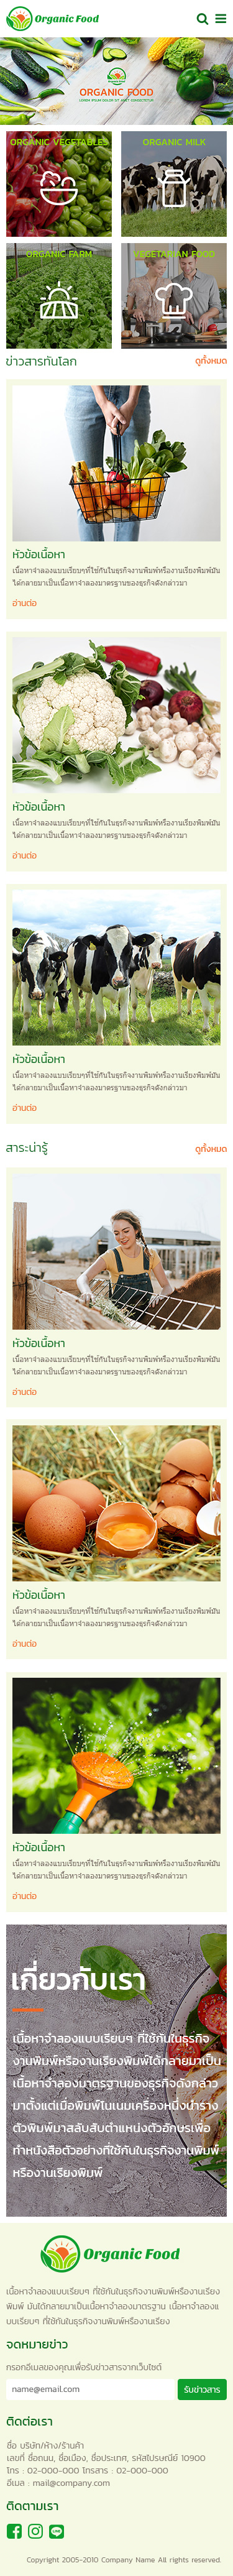 Organic Food
ORGANIC FOOD
LOREM IPSUM DOLOR SIT AMET CONSECTETUR
ORGANIC VEGETABLES
ORGANIC MILK
ORGANIC FARM
VEGETARIAN FOOD
ข่าวสารทันโลก
ดูทั้งหมด
หัวข้อเนื้อหา
เนื้อหาจำลองแบบเรียบๆที่ใช้กันในธุรกิจงานพิมพ์หรืองานเรียงพิมพ์มัน
ได้กลายมาเป็นเนื้อหาจำลองมาตรฐานของธุรกิจดังกล่าวมา
อ่านต่อ
หัวข้อเนื้อหา
เนื้อหาจำลองแบบเรียบๆที่ใช้กันในธุรกิจงานพิมพ์หรืองานเรียงพิมพ์มัน
ได้กลายมาเป็นเนื้อหาจำลองมาตรฐานของธุรกิจดังกล่าวมา
อ่านต่อ
หัวข้อเนื้อหา
เนื้อหาจำลองแบบเรียบๆที่ใช้กันในธุรกิจงานพิมพ์หรืองานเรียงพิมพ์มัน
ได้กลายมาเป็นเนื้อหาจำลองมาตรฐานของธุรกิจดังกล่าวมา
อ่านต่อ
สาระน่ารู้
ดูทั้งหมด
หัวข้อเนื้อหา
เนื้อหาจำลองแบบเรียบๆที่ใช้กันในธุรกิจงานพิมพ์หรืองานเรียงพิมพ์มัน
ได้กลายมาเป็นเนื้อหาจำลองมาตรฐานของธุรกิจดังกล่าวมา
อ่านต่อ
หัวข้อเนื้อหา
เนื้อหาจำลองแบบเรียบๆที่ใช้กันในธุรกิจงานพิมพ์หรืองานเรียงพิมพ์มัน
ได้กลายมาเป็นเนื้อหาจำลองมาตรฐานของธุรกิจดังกล่าวมา
อ่านต่อ
หัวข้อเนื้อหา
เนื้อหาจำลองแบบเรียบๆที่ใช้กันในธุรกิจงานพิมพ์หรืองานเรียงพิมพ์มัน
ได้กลายมาเป็นเนื้อหาจำลองมาตรฐานของธุรกิจดังกล่าวมา
อ่านต่อ
เกี่ยวกับเรา
เนื้อหาจำลองแบบเรียบๆ ที่ใช้กันในธุรกิจ
งานพิมพ์หรืองานเรียงพิมพ์ได้กลายมาเป็น
เนื้อหาจำลองมาตรฐานของธุรกิจดังกล่าว
มาตั้งแต่เมื่อพิมพ์โนเนมเครื่องหนึ่งนำราง
ตัวพิมพ์มาสลับสับตำแหน่งตัวอักษรเพื่อ
ทำหนังสือตัวอย่างที่ใช้กันในธุรกิจงานพิมพ์
หรืองานเรียงพิมพ์
Organic Food
เนื้อหาจำลองแบบเรียบๆ ที่ใช้กันในธุรกิจงานพิมพ์หรืองานเรียง
พิมพ์ มันได้กลายมาเป็นเนื้อหาจำลองมาตรฐาน เนื้อหาจำลองแ
บบเรียบๆ ที่ใช้กันในธุรกิจงานพิมพ์หรืองานเรียง
จดหมายข่าว
กรอกอีเมลของคุณเพื่อรับข่าวสารจากเว็บไซต์
name@email.com
รับข่าวสาร
ติดต่อเรา
ชื่อ บริษัท/ห้าง/ร้านค้า
เลขที่ ชื่อถนน, ชื่อเมือง, ชื่อประเทศ, รหัสไปรษณีย์ 10900
โทร : 02-000-000 โทรสาร : 02-000-000
อีเมล : mail@company.com
ติดตามเรา
LINE
Copyright 2005-2010 Company Name All rights reserved.